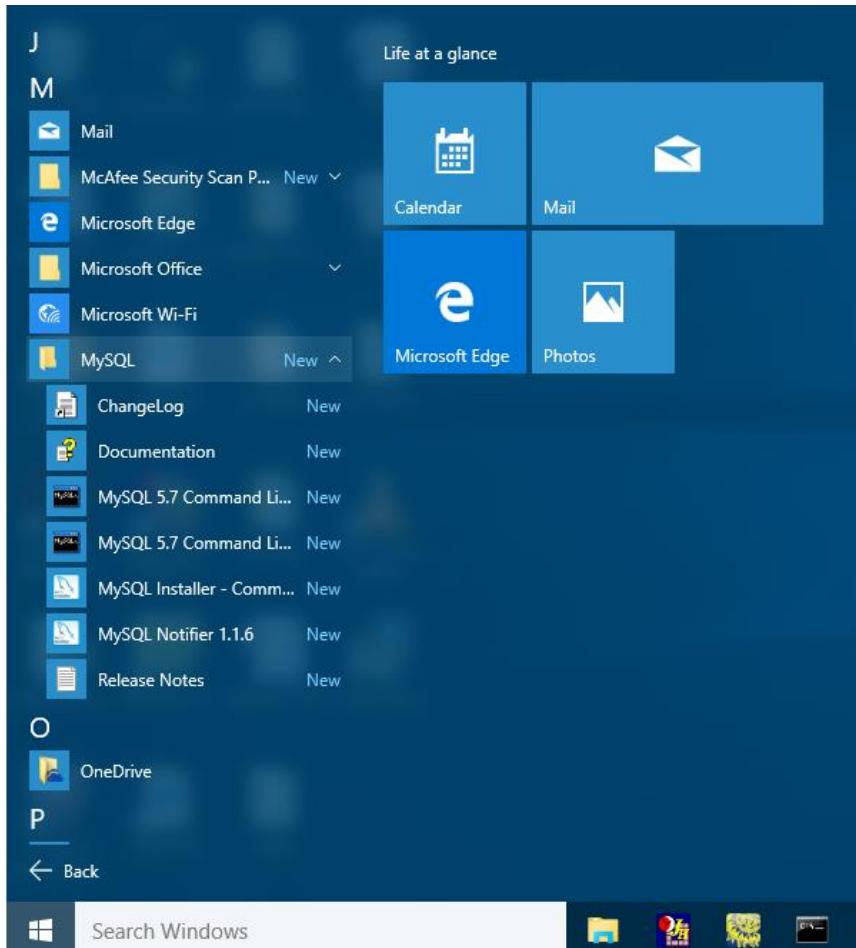 J
Life at a glance
M
Mail
McAfee Security Scan P... New
Microsoft Edge
Microsoft Office
Microsoft Wi-Fi
MySQL New
ChangeLog New
Documentation New
MySQL 5.7 Command Li... New
MySQL 5.7 Command Li... New
MySQL Installer - Comm... New
MySQL Notifier 1.1.6 New
Release Notes New
O
OneDrive
P
Back
Calendar
Mail
Microsoft Edge
Photos
Search Windows